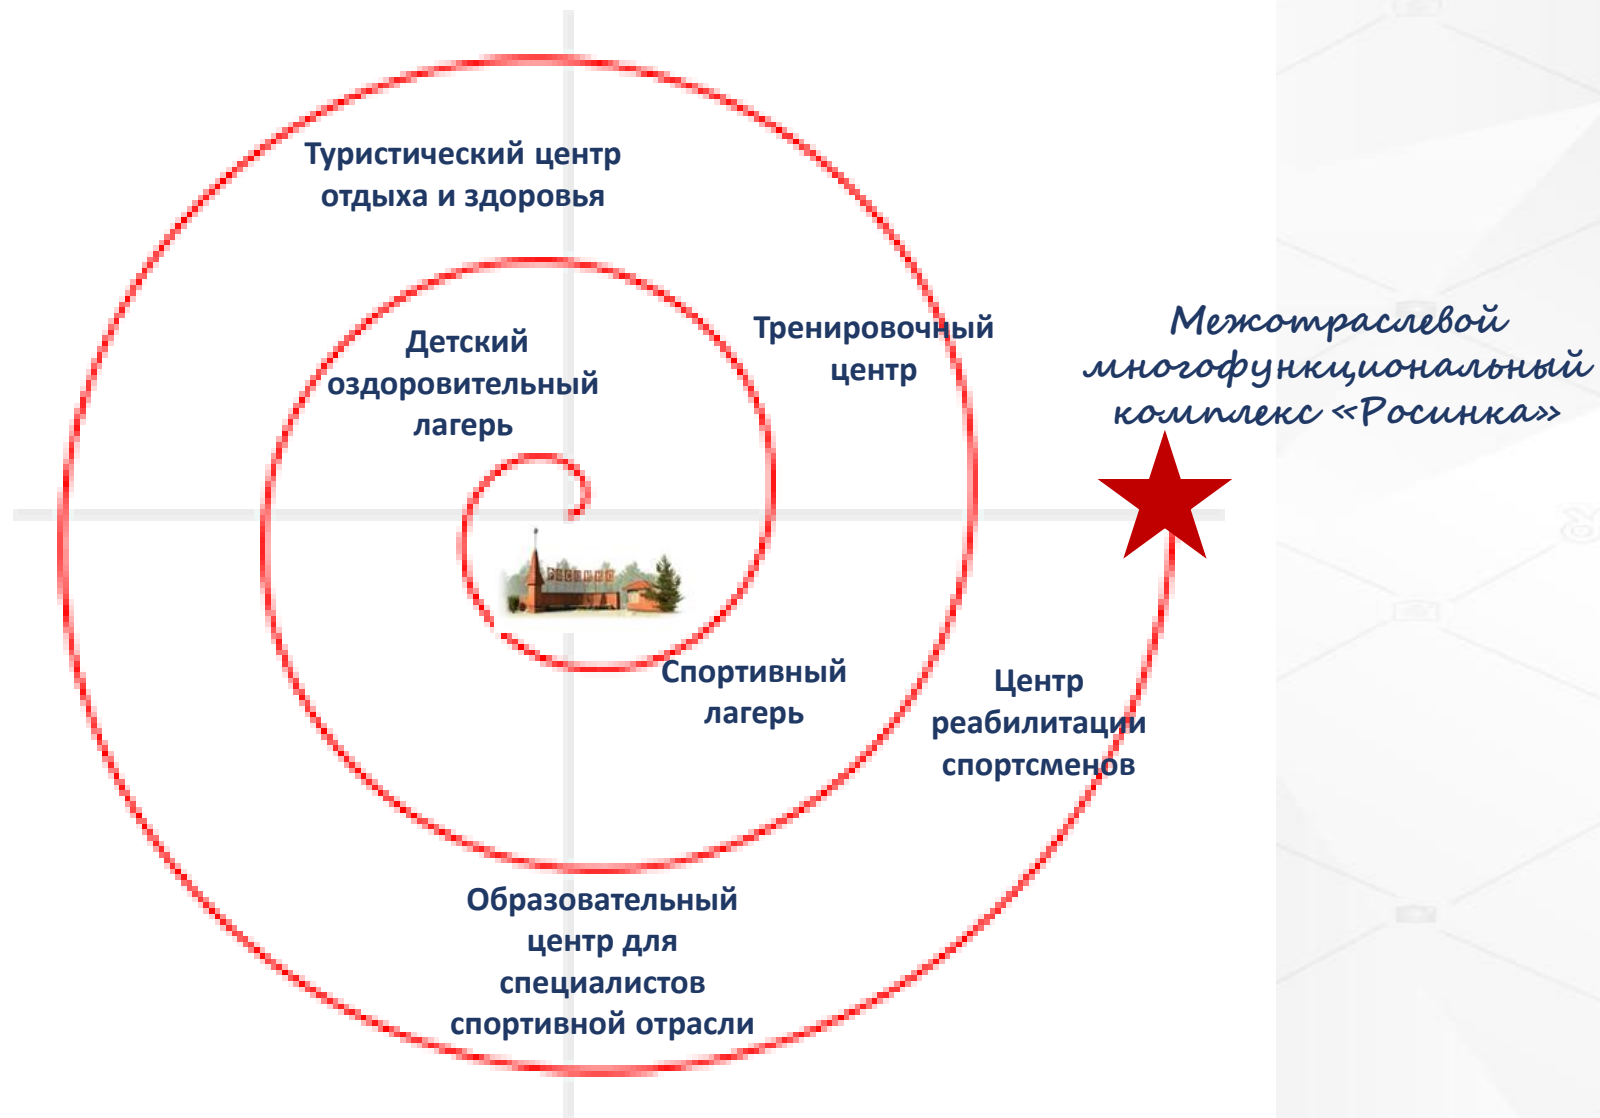 Туристический центр
отдыха и здоровья
Детский
оздоровительный
лагерь
Тренировочный
центр
Межотраслевой
многофункциональный
комплекс «Росинка»
Спортивный
лагерь
Центр
реабилитации
спортсменов
Образовательный
центр для
специалистов
спортивной отрасли